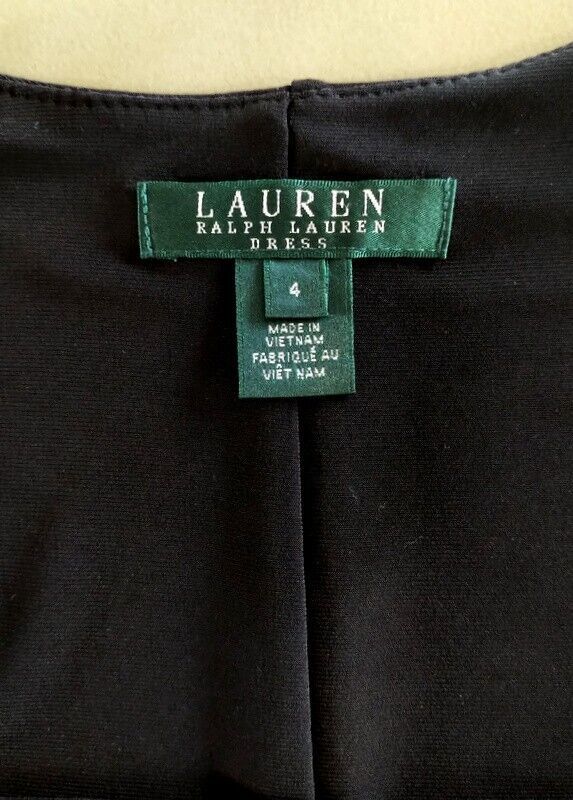 LAUREN
RALPH LAUREN
DRESS
4
MADE IN
VIETNAM
FABRIQUÉ AU
VIÊT NAM